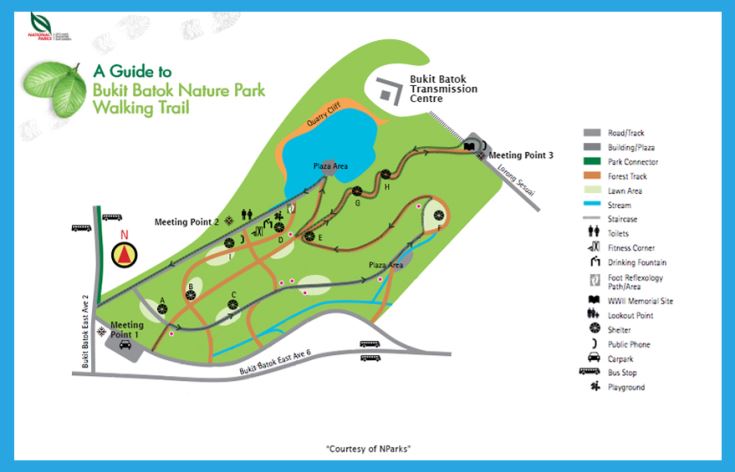 NATIONAL
PARKS
A Guide to
Bukit Batok Nature Park
Walking Trail
Bukit Batok
Transmission
Centre
Quarry Cliff
Plaza Area
Meeting Point 3
Lorong Sesuai
H
G
Meeting Point 2
D
E
F
I
N
Plaza Area
A
B
C
Meeting
Point 1
Bukit Batok East Ave 2
Bukit Batok East Ave 6
Road/Track
Building/Plaza
Park Connector
Forest Track
Lawn Area
Stream
Staircase
Toilets
Fitness Corner
Drinking Fountain
Foot Reflexology
Path/Area
WWII Memorial Site
Lookout Point
Shelter
Public Phone
Carpark
Bus Stop
Playground
"Courtesy of NParks"